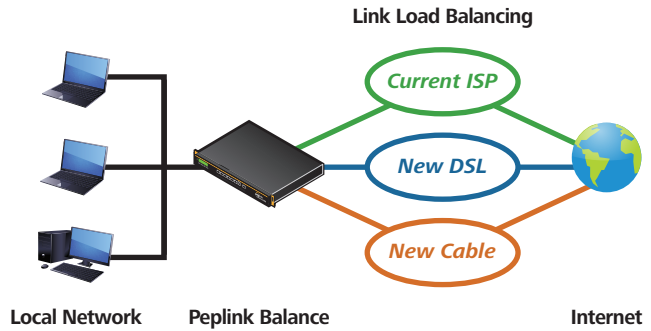 Link Load Balancing
Current ISP
New DSL
New Cable
Local Network
Peplink Balance
Internet